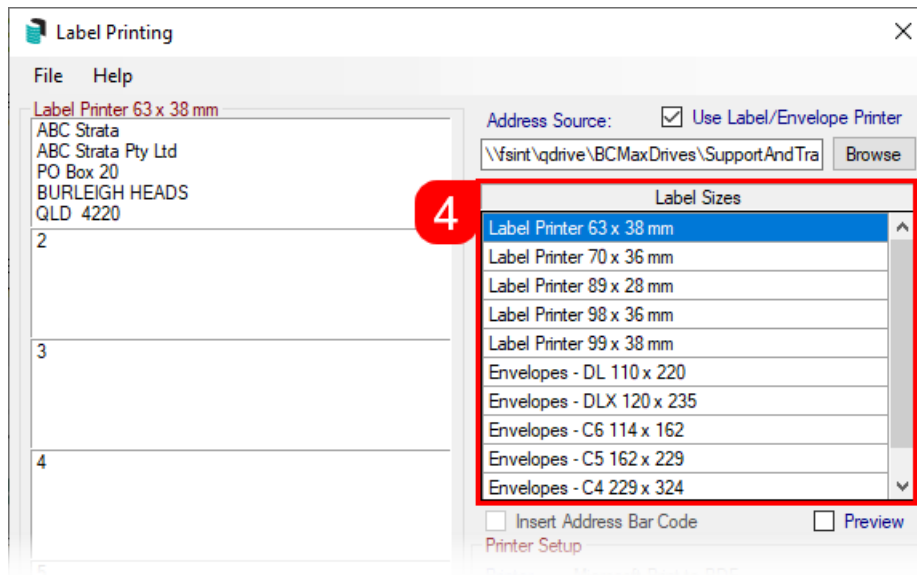 Label Printing
File Help
Label Printer 63 x 38 mm
ABC Strata
ABC Strata Pty Ltd
PO Box 20
BURLEIGH HEADS
QLD 4220
2
3
4
5
Address Source:
Use Label/Envelope Printer
\\fsint\qdrive\BCMaxDrives\SupportAndTra
Browse
4
Label Sizes
Label Printer 63 x 38 mm
Label Printer 70 x 36 mm
Label Printer 89 x 28 mm
Label Printer 98 x 36 mm
Label Printer 99 x 38 mm
Envelopes - DL 110 x 220
Envelopes - DLX 120 x 235
Envelopes - C6 114 x 162
Envelopes - C5 162 x 229
Envelopes - C4 229 x 324
Insert Address Bar Code
Preview
Printer Setup